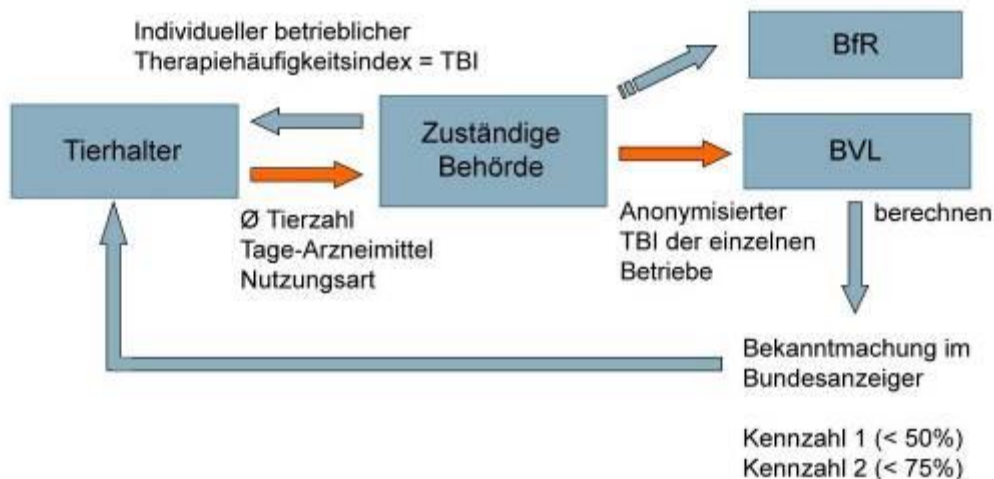 Individueller betrieblicher
Therapiehäufigkeitsindex = TBI
BfR
Tierhalter
Zuständige
Behörde
BVL
Ø Tierzahl
Tage-Arzneimittel
Nutzungsart
Anonymisierter
TBI der einzelnen
Betriebe
berechnen
Bekanntmachung im
Bundesanzeiger
Kennzahl 1 (< 50%)
Kennzahl 2 (< 75%)